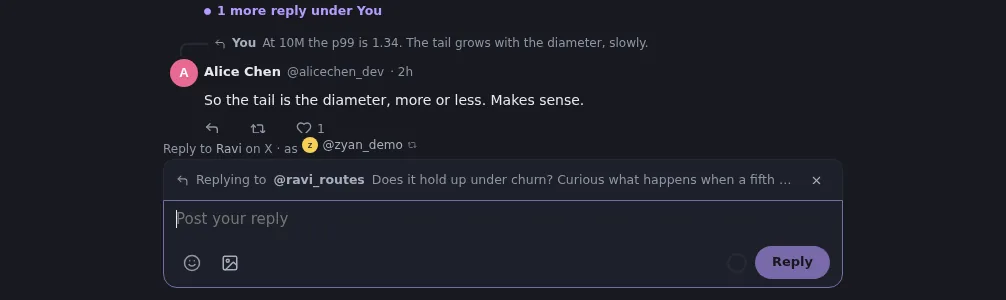 1 more reply under You
You At 10M the p99 is 1.34. The tail grows with the diameter, slowly.
A Alice Chen @alicechen_dev · 2h
So the tail is the diameter, more or less. Makes sense.
1
Reply to Ravi on X · as z @zyan_demo
Replying to @ravi_routes Does it hold up under churn? Curious what happens when a fifth …
Post your reply
Reply